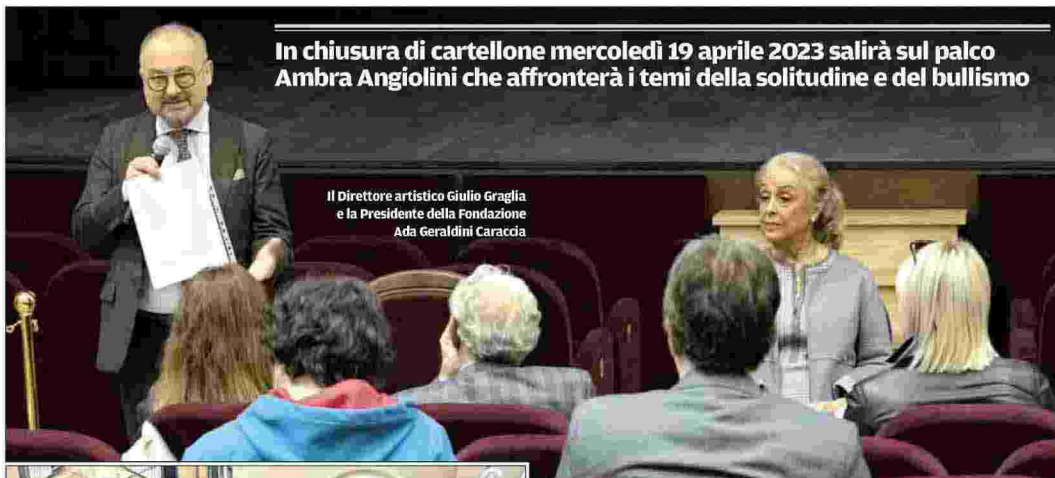 In chiusura di cartellone mercoledì 19 aprile 2023 salirà sul palco
Ambra Angiolini che affronterà i temi della solitudine e del bullismo
Il Direttore artistico Giulio Graglia
e la Presidente della Fondazione
Ada Geraldini Caraccia